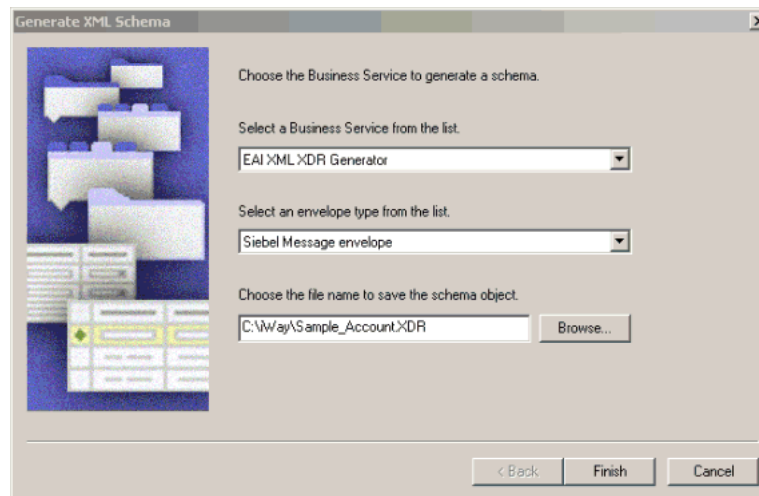 Generate XML Schema
Choose the Business Service to generate a schema.
Select a Business Service from the list.
EAI XML XDR Generator
Select an envelope type from the list.
Siebel Message envelope
Choose the file name to save the schema object.
C:\iWay\Sample_Account.XDR
Browse...
< Back
Finish
Cancel